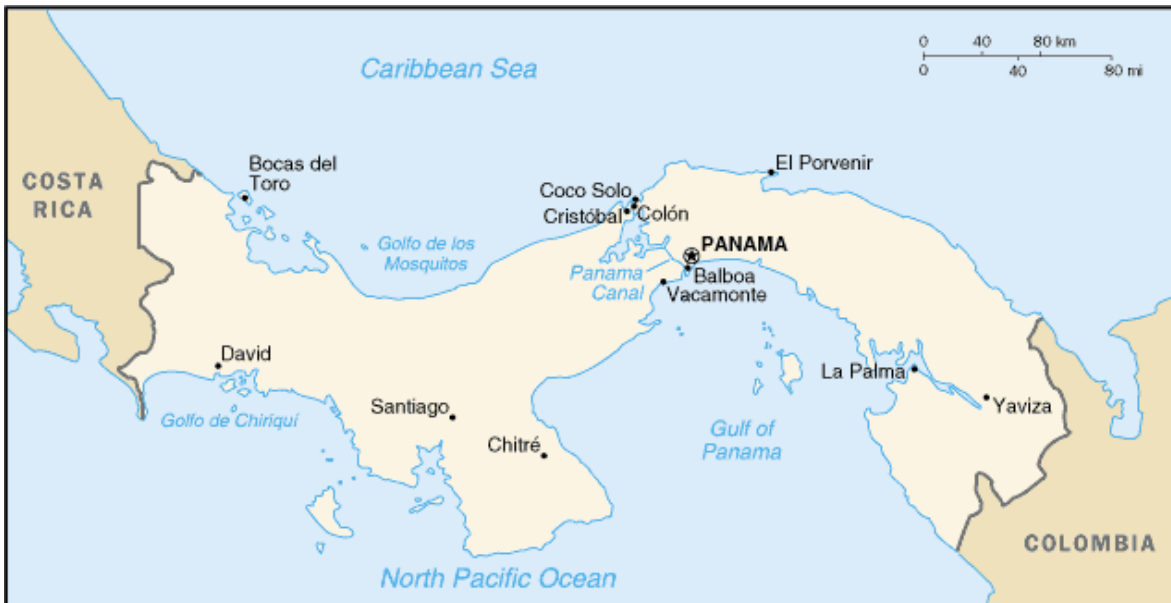 0 40 80 km
0 40 80 mi
Caribbean Sea
COSTA
RICA
Bocas del
Toro
El Porvenir
Coco Solo
Cristóbal
Colón
Golfo de los
Mosquitos
PANAMA
Panama
Canal
Balboa
Vacamonte
David
La Palma
Golfo de Chiriquí
Santiago
Yaviza
Chitré
Gulf of
Panama
COLOMBIA
North Pacific Ocean